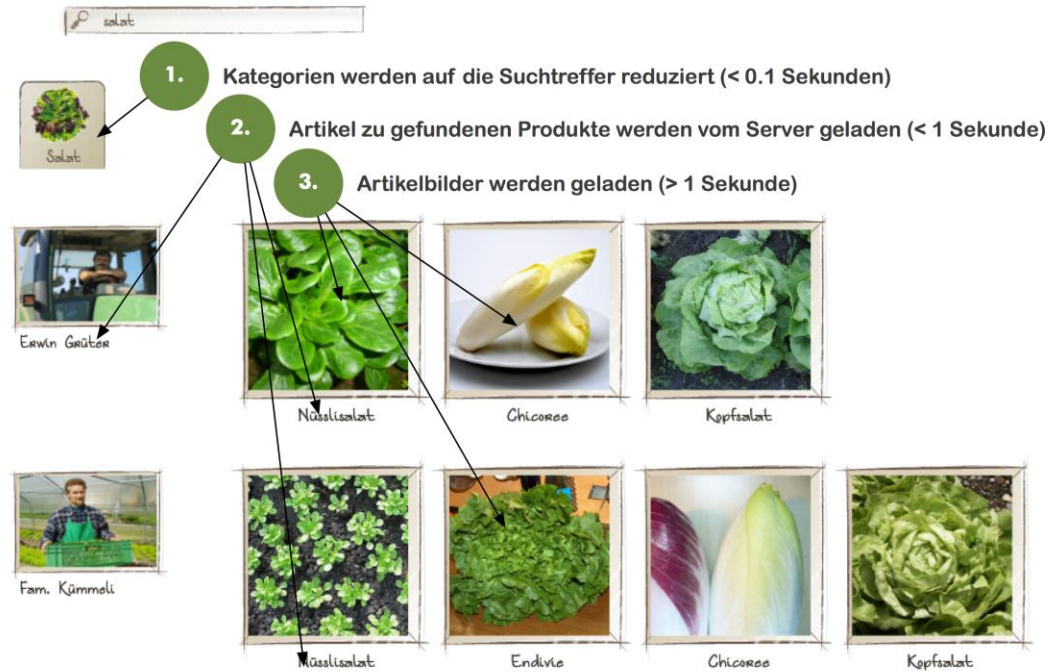 salat
1. Kategorien werden auf die Suchtreffer reduziert (< 0.1 Sekunden)
2. Artikel zu gefundenen Produkte werden vom Server geladen (< 1 Sekunde)
Salat
3. Artikelbilder werden geladen (> 1 Sekunde)
Erwin Grüter
Nüsslisalat Chicoree Kopfsalat
Fam. Kümmeli
Nüsslisalat Endivie Chicoree Kopfsalat